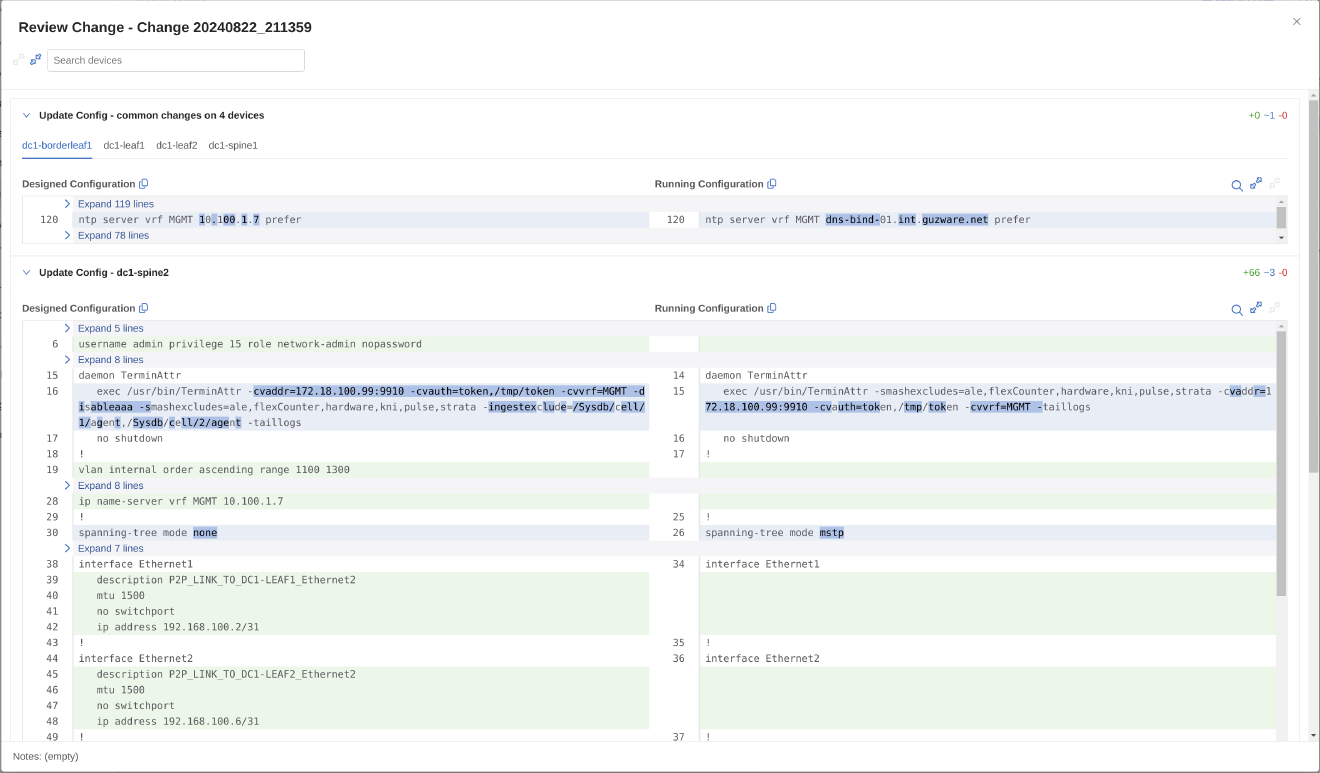 Review Change - Change 20240822_211359
Search devices
Update Config - common changes on 4 devices +0 ~1 -0
dc1-borderleaf1 dc1-leaf1 dc1-leaf2 dc1-spine1
Designed Configuration Running Configuration
Expand 119 lines
120 ntp server vrf MGMT 10.100.1.7 prefer 120 ntp server vrf MGMT dns-bind-01.int.guzware.net prefer
Expand 78 lines
Update Config - dc1-spine2 +66 ~3 -0
Designed Configuration Running Configuration
Expand 5 lines
6 username admin privilege 15 role network-admin nopassword
Expand 8 lines
15 daemon TerminAttr 14 daemon TerminAttr
16 exec /usr/bin/TerminAttr -cvaddr=172.18.100.99:9910 -cvauth=token,/tmp/token -cvvrf=MGMT -d 15 exec /usr/bin/TerminAttr -smashexcludes=ale,flexCounter,hardware,kni,pulse,strata -cvaddr=1
isableaaa -smashexcludes=ale,flexCounter,hardware,kni,pulse,strata -ingestexclude=/Sysdb/cell/ 72.18.100.99:9910 -cvauth=token,/tmp/token -cvvrf=MGMT -taillogs
1/agent,/Sysdb/cell/2/agent -taillogs
17 no shutdown 16 no shutdown
18 ! 17 !
19 vlan internal order ascending range 1100 1300
Expand 8 lines
28 ip name-server vrf MGMT 10.100.1.7
29 ! 25 !
30 spanning-tree mode none 26 spanning-tree mode mstp
Expand 7 lines
38 interface Ethernet1 34 interface Ethernet1
39 description P2P_LINK_TO_DC1-LEAF1_Ethernet2
40 mtu 1500
41 no switchport
42 ip address 192.168.100.2/31
43 ! 35 !
44 interface Ethernet2 36 interface Ethernet2
45 description P2P_LINK_TO_DC1-LEAF2_Ethernet2
46 mtu 1500
47 no switchport
48 ip address 192.168.100.6/31
49 ! 37 !
Notes: (empty)